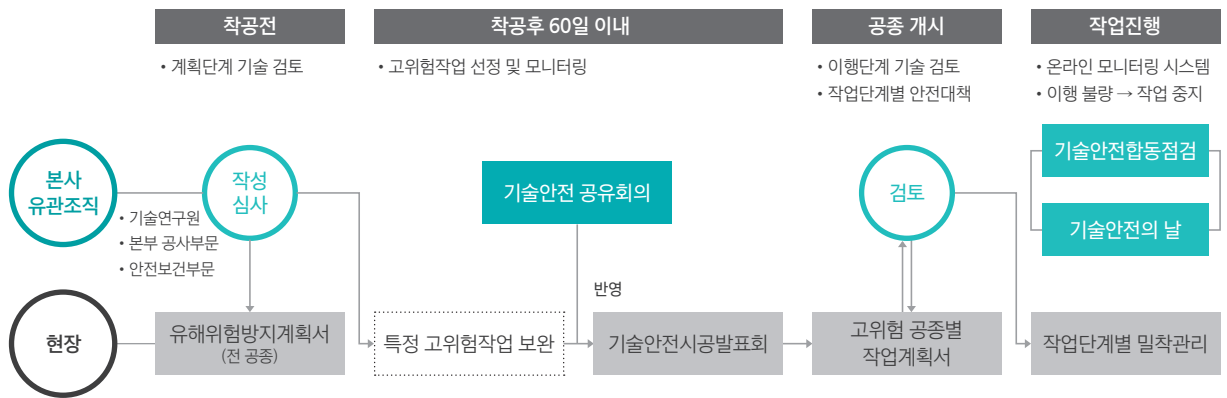 착공전
착공후 60일 이내
공종 개시
작업진행
• 계획단계 기술 검토
• 고위험작업 선정 및 모니터링
• 이행단계 기술 검토
• 작업단계별 안전대책
• 온라인 모니터링 시스템
• 이행 불량 → 작업 중지
본사
유관조직
• 기술연구원
• 본부 공사부문
• 안전보건부문
작성
심사
기술안전 공유회의
검토
기술안전합동점검
기술안전의 날
반영
현장
유해위험방지계획서
(전 공종)
특정 고위험작업 보완
기술안전시공발표회
고위험 공종별
작업계획서
작업단계별 밀착관리